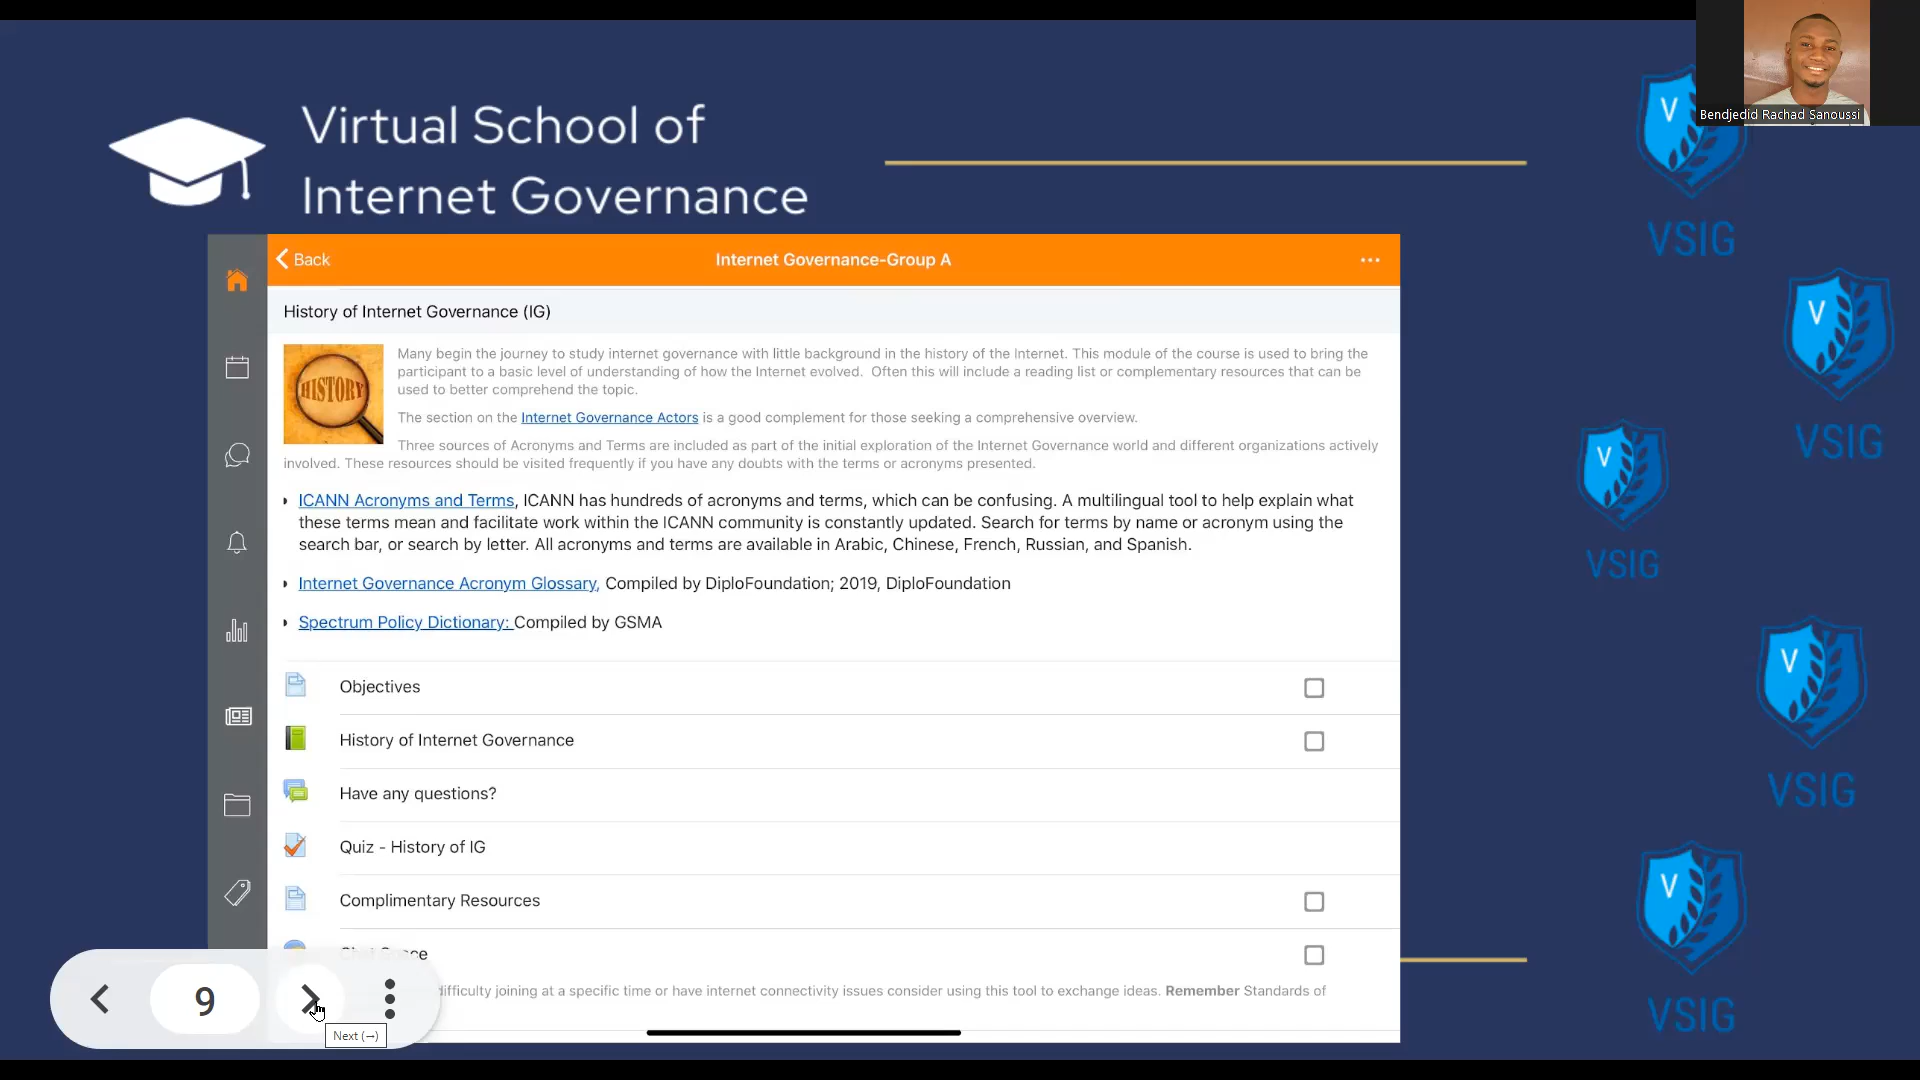 Bendjedid Rachad Sanoussi
Virtual School of
Internet Governance
V
VSIG
V
VSIG
V
VSIG
V
VSIG
V
VSIG
Back
Internet Governance-Group A
History of Internet Governance (IG)
HISTORY
Many begin the journey to study internet governance with little background in the history of the Internet. This module of the course is used to bring the
participant to a basic level of understanding of how the Internet evolved. Often this will include a reading list or complementary resources that can be
used to better comprehend the topic.
The section on the Internet Governance Actors is a good complement for those seeking a comprehensive overview.
Three sources of Acronyms and Terms are included as part of the initial exploration of the Internet Governance world and different organizations actively
involved. These resources should be visited frequently if you have any doubts with the terms or acronyms presented.
ICANN Acronyms and Terms, ICANN has hundreds of acronyms and terms, which can be confusing. A multilingual tool to help explain what
these terms mean and facilitate work within the ICANN community is constantly updated. Search for terms by name or acronym using the
search bar, or search by letter. All acronyms and terms are available in Arabic, Chinese, French, Russian, and Spanish.
Internet Governance Acronym Glossary, Compiled by DiploFoundation; 2019, DiploFoundation
Spectrum Policy Dictionary: Compiled by GSMA
Objectives
History of Internet Governance
Have any questions?
Quiz - History of IG
Complimentary Resources
Chat Space
difficulty joining at a specific time or have internet connectivity issues consider using this tool to exchange ideas. Remember Standards of
9
Next (→)